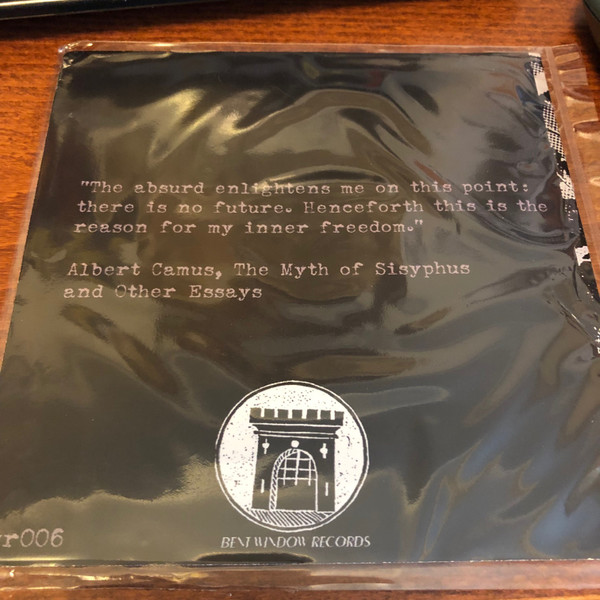 "The absurd enlightens me on this point:
there is no future. Henceforth this is the
reason for my inner freedom."
Albert Camus, The Myth of Sisyphus
and Other Essays
BENT WINDOW RECORDS
r006